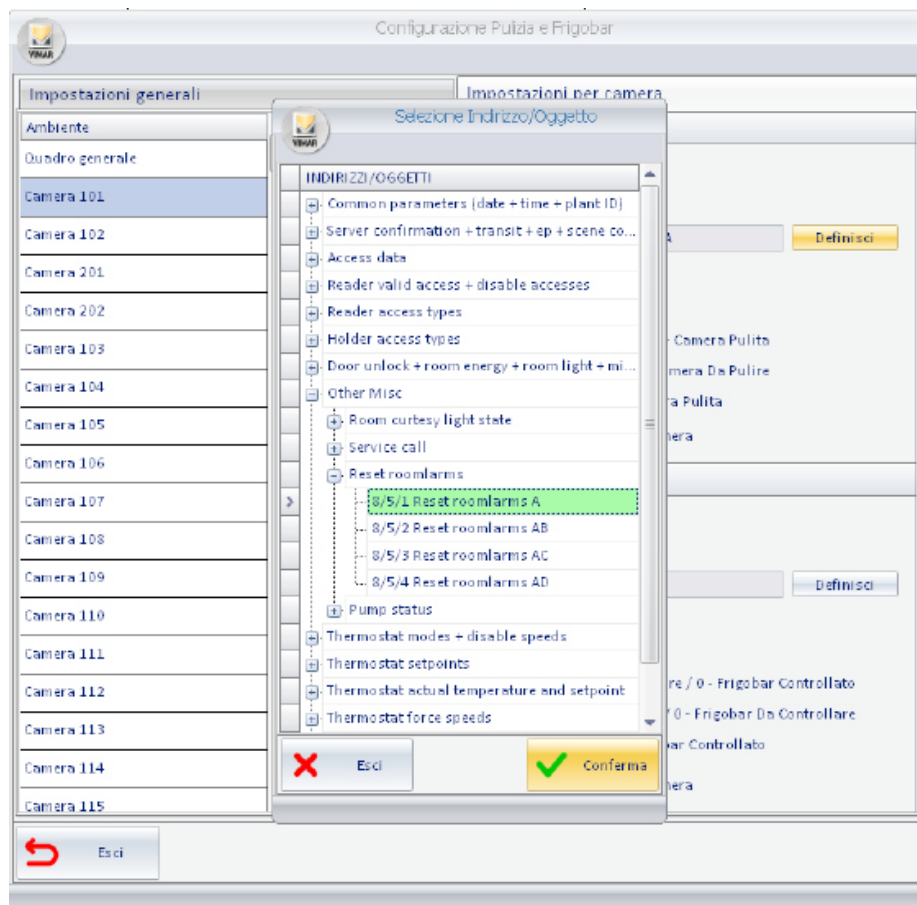 Configurazione Pulizia e Frigobar
VIMAR
Impostazioni generali
Impostazioni per camera
Ambiente
Quadro generale
Camera 101
Camera 102
Camera 201
Camera 202
Camera 103
Camera 104
Camera 105
Camera 106
Camera 107
Camera 108
Camera 109
Camera 110
Camera 111
Camera 112
Camera 113
Camera 114
Camera 115
Selezione Indirizzo/Oggetto
VIMAR
INDIRIZZI/OGGETTI
Common parameters (date + time + plant ID)
Server confirmation + transit + ep + scene co...
Access data
Reader valid access + disable accesses
Reader access types
Holder access types
Door unlock + room energy + room light + mi...
Other Misc
Room curtesy light state
Service call
Reset roomlarms
8/5/1 Reset roomlarms A
8/5/2 Reset roomlarms AB
8/5/3 Reset roomlarms AC
8/5/4 Reset roomlarms AD
Pump status
Thermostat modes + disable speeds
Thermostat setpoints
Thermostat actual temperature and setpoint
Thermostat force speeds
Esci
Conferma
Definisci
- Camera Pulita
mera Da Pulire
a Pulita
nera
Definisci
re / 0 - Frigobar Controllato
/ 0 - Frigobar Da Controllare
ar Controllato
nera
Esci